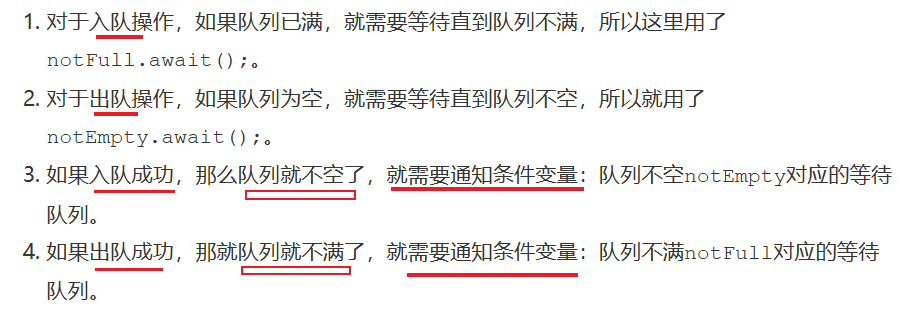 1. 对于入队操作，如果队列已满，就需要等待直到队列不满，所以这里用了
notFull.await();。
2. 对于出队操作，如果队列为空，就需要等待直到队列不空，所以就用了
notEmpty.await();。
3. 如果入队成功，那么队列就不空了，就需要通知条件变量：队列不空notEmpty对应的等待
队列。
4. 如果出队成功，那就队列就不满了，就需要通知条件变量：队列不满notFull对应的等待
队列。